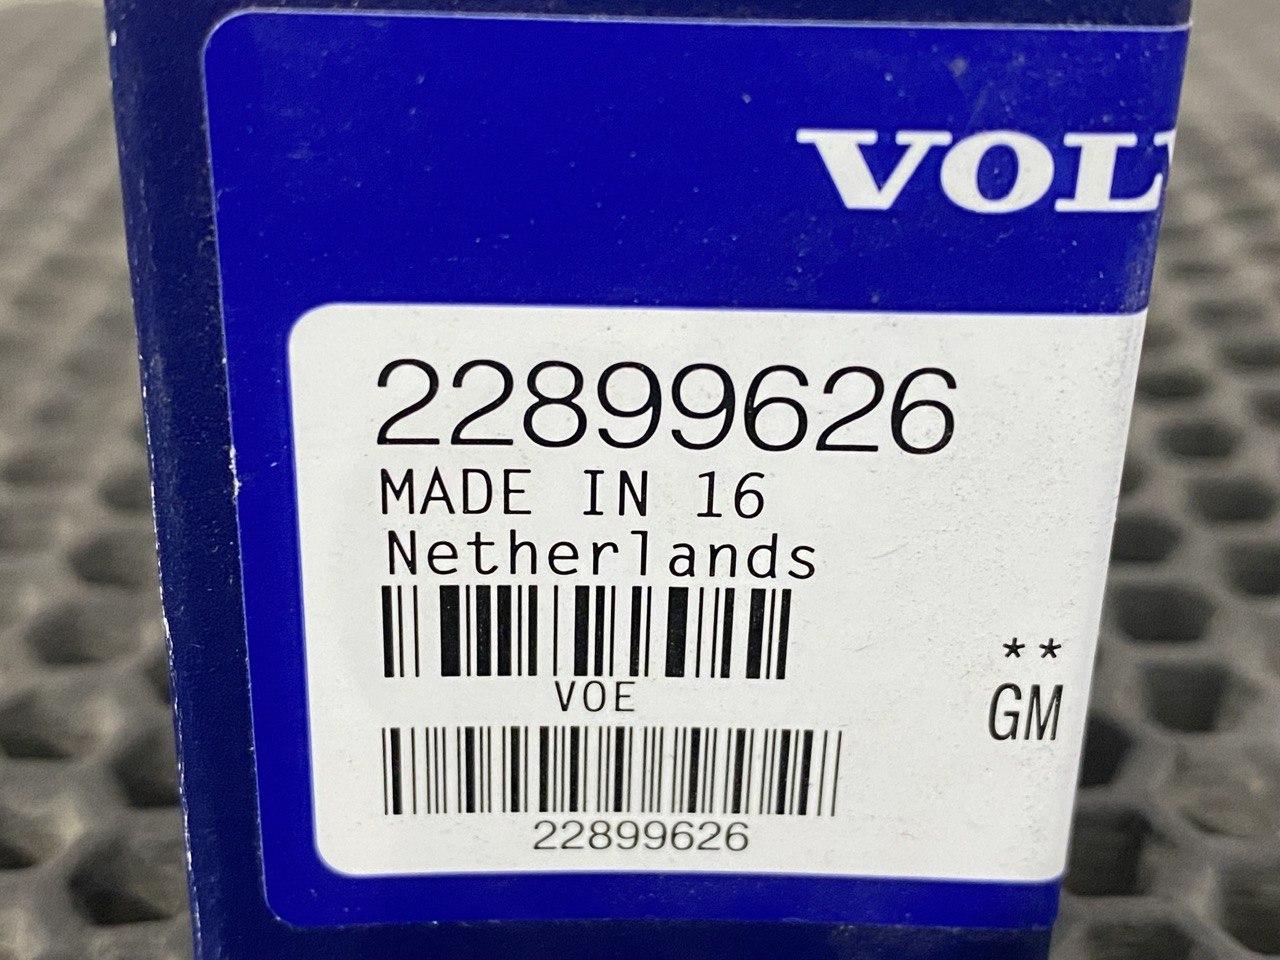 VOL
22899626
MADE IN 16
Netherlands
VOE
**
GM
22899626